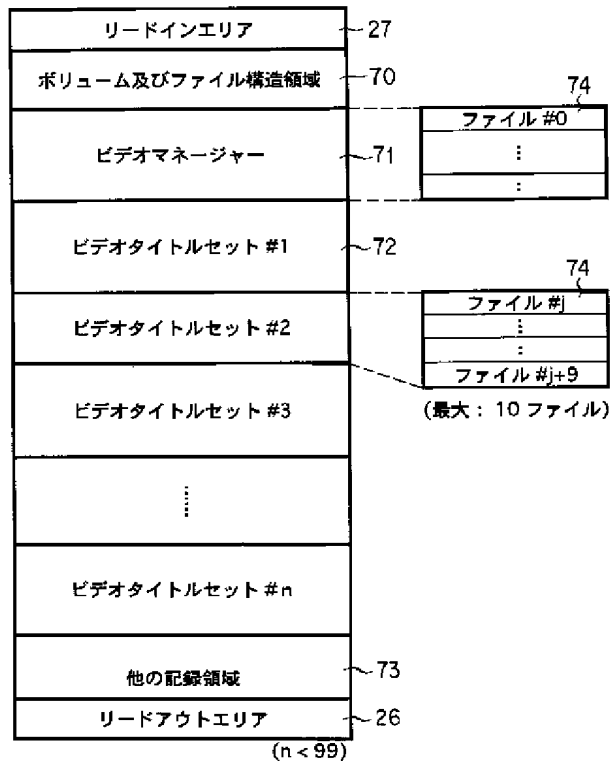 リードインエリア 27
ボリューム及びファイル構造領域 70
ビデオマネージャー 71
74
ファイル #0
⋮
:
ビデオタイトルセット #1 72
74
ビデオタイトルセット #2
ファイル #j
⋮
:
ファイル #j+9
(最大： 10 ファイル)
ビデオタイトルセット #3
⋮
ビデオタイトルセット #n
他の記録領域 73
リードアウトエリア 26
(n < 99)